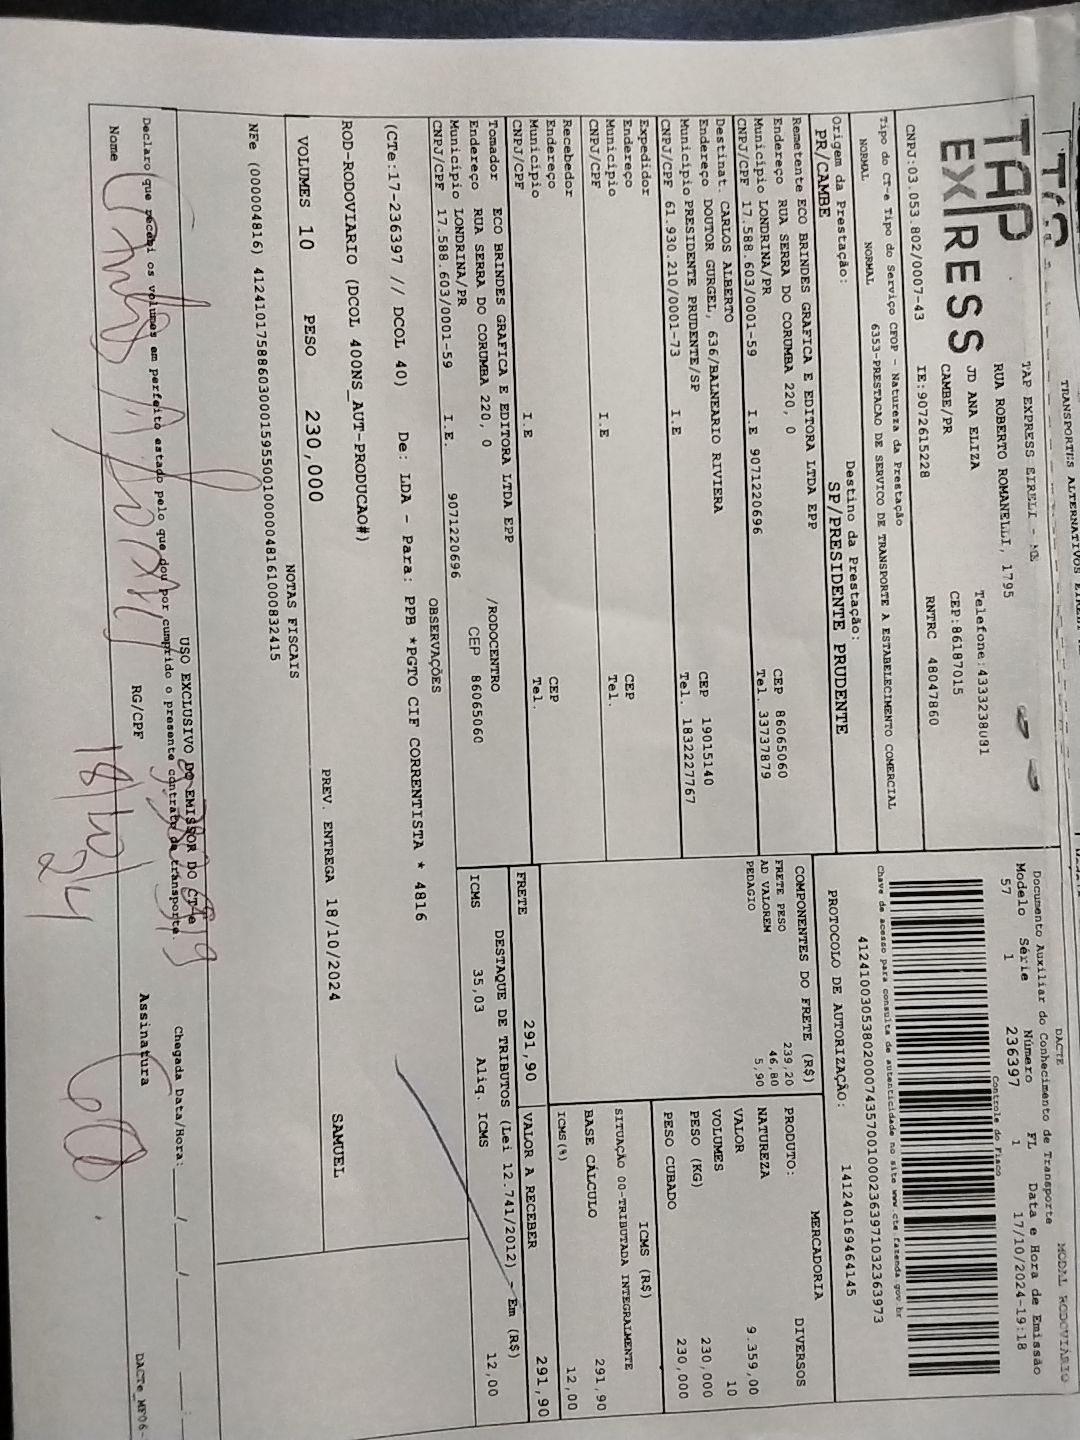 TRANSPORTES ALTERNATIVOS
TAP
EXPRESS
TAP EXPRESS EIRELI - ME
RUA ROBERTO ROMANELLI, 1795
JD ANA ELIZA
Telefone:4333238081
CAMBE/PR
CEP:86187015
CNPJ:03.053.802/0007-43 IE:9072615228 RNTRC 48047860
DACTE MODAL RODOVIÁRIO
Documento Auxiliar do Conhecimento de Transporte
Modelo Série Número FL Data e Hora de Emissão
57 1 236397 1 17/10/2024-19:18
Controle do Fisco
Chave de acesso para consulta de autenticidade no site www.cte.fazenda.gov.br
41241003053802000743570010002363971032363973
PROTOCOLO DE AUTORIZAÇÃO: 141240169464145
Tipo do CT-e Tipo do Serviço CFOP - Natureza da Prestação
NORMAL NORMAL 6353-PRESTACAO DE SERVICO DE TRANSPORTE A ESTABELECIMENTO COMERCIAL
Origem da Prestação: Destino da Prestação:
PR/CAMBE SP/PRESIDENTE PRUDENTE
Remetente ECO BRINDES GRAFICA E EDITORA LTDA EPP
Endereço RUA SERRA DO CORUMBA 220, 0
CEP 86065060
Município LONDRINA/PR
Tel. 33737879
CNPJ/CPF 17.588.603/0001-59 I.E 9071220696
Destinat. CARLOS ALBERTO
Endereço DOUTOR GURGEL, 636/BALNEARIO RIVIERA
CEP 19015140
Município PRESIDENTE PRUDENTE/SP
Tel. 1832227767
CNPJ/CPF 61.930.210/0001-73 I.E
Expedidor
Endereço
CEP
Município
Tel.
CNPJ/CPF I.E
Recebedor
Endereço
CEP
Município
Tel.
CNPJ/CPF I.E
Tomador ECO BRINDES GRAFICA E EDITORA LTDA EPP
Endereço RUA SERRA DO CORUMBA 220, 0 /RODOCENTRO
Município LONDRINA/PR CEP 86065060
CNPJ/CPF 17.588.603/0001-59 I.E. 9071220696
COMPONENTES DO FRETE (R$)
FRETE PESO 239,20
AD VALOREM 46,80
PEDAGIO 5,90
FRETE 291,90
MERCADORIA
PRODUTO: DIVERSOS
NATUREZA
VALOR 9.359,00
VOLUMES 10
PESO (KG) 230,000
PESO CUBADO 230,000
ICMS (R$)
SITUAÇÃO 00-TRIBUTADA INTEGRALMENTE
BASE CÁLCULO 291,90
ICMS(%) 12,00
VALOR A RECEBER 291,90
DESTAQUE DE TRIBUTOS (Lei 12.741/2012) - Em (R$)
ICMS 35,03 Aliq. ICMS 12,00
OBSERVAÇÕES
(CTe:17-236397 /// DCOL 40) De: LDA - Para: PPB *PGTO CIF CORRENTISTA * 4816
ROD-RODOVIARIO (DCOL 400NS_AUT-PRODUCAO#)
VOLUMES 10 PESO 230,000 PREV. ENTREGA 18/10/2024 SAMUEL
NOTAS FISCAIS
NFe (000004816) 41241017588603000159550010000048161000832415
USO EXCLUSIVO DO EMISSOR DO CT-e
Declaro que recebi os volumes em perfeito estado pelo que dou por cumprido o presente contrato de transporte.
Chegada Data/Hora: __/__/____ __:__
Nome RG/CPF Assinatura
18/10/24
DACTe_MF06-